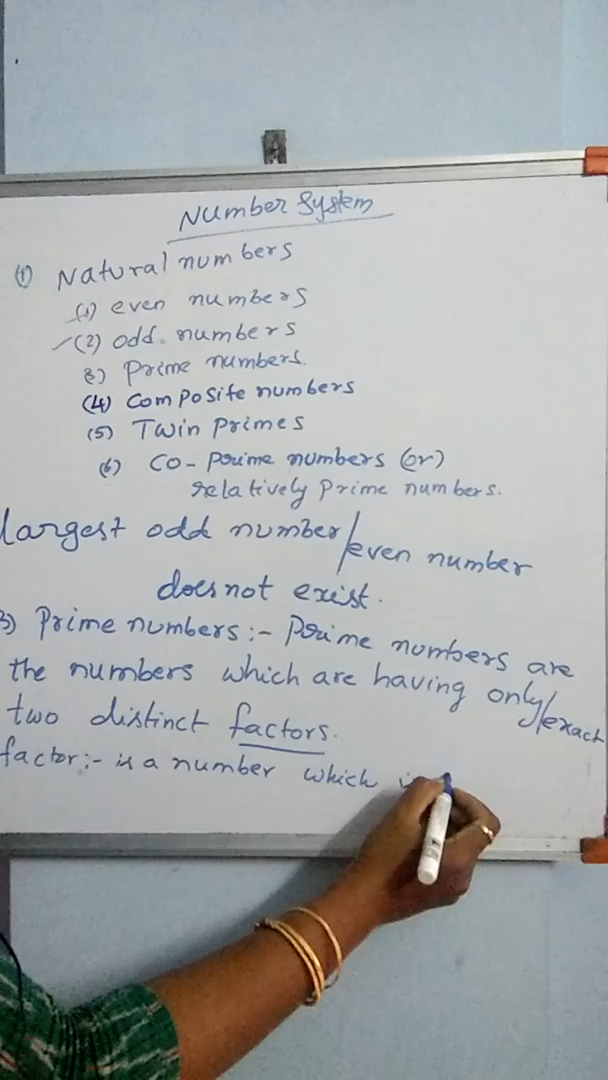 Number System
(1) Natural numbers
(1) even numbers
(2) odd numbers
3) Prime numbers.
(4) Composite numbers
(5) Twin Primes
(6) Co-prime numbers (or)
relatively prime numbers.
largest odd number/even number
does not exist.
3) Prime numbers:- Prime numbers are
the numbers which are having only/exact
two distinct factors.
factor:- is a number which